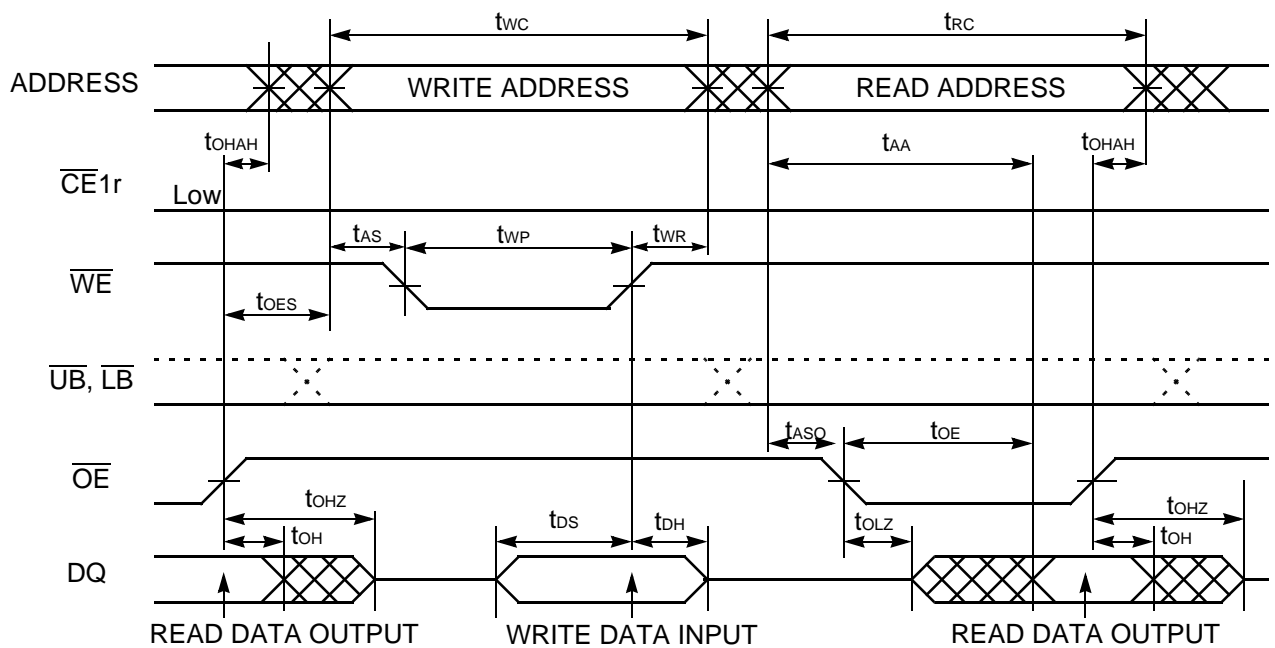 tWC
tRC
ADDRESS
WRITE ADDRESS
READ ADDRESS
tOHAH
tAA
tOHAH
CE1r
Low
tAS
tWP
tWR
WE
tOES
UB, LB
tASO
tOE
OE
tOHZ
tDS
tDH
tOLZ
tOHZ
tOH
tOH
DQ
READ DATA OUTPUT
WRITE DATA INPUT
READ DATA OUTPUT